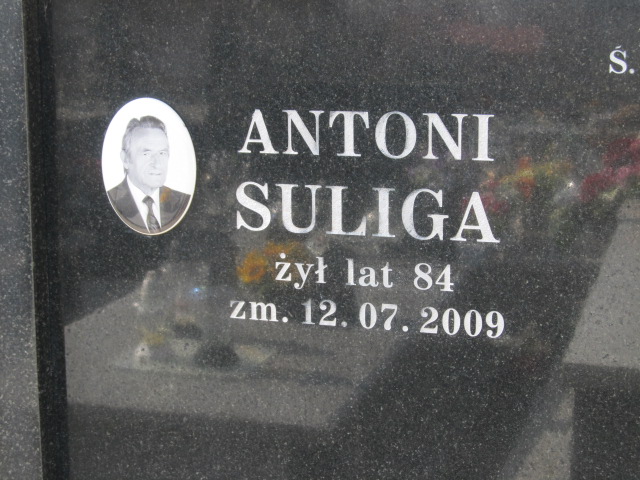 Ś.
ANTONI
SULIGA
żył lat 84
zm. 12. 07. 2009